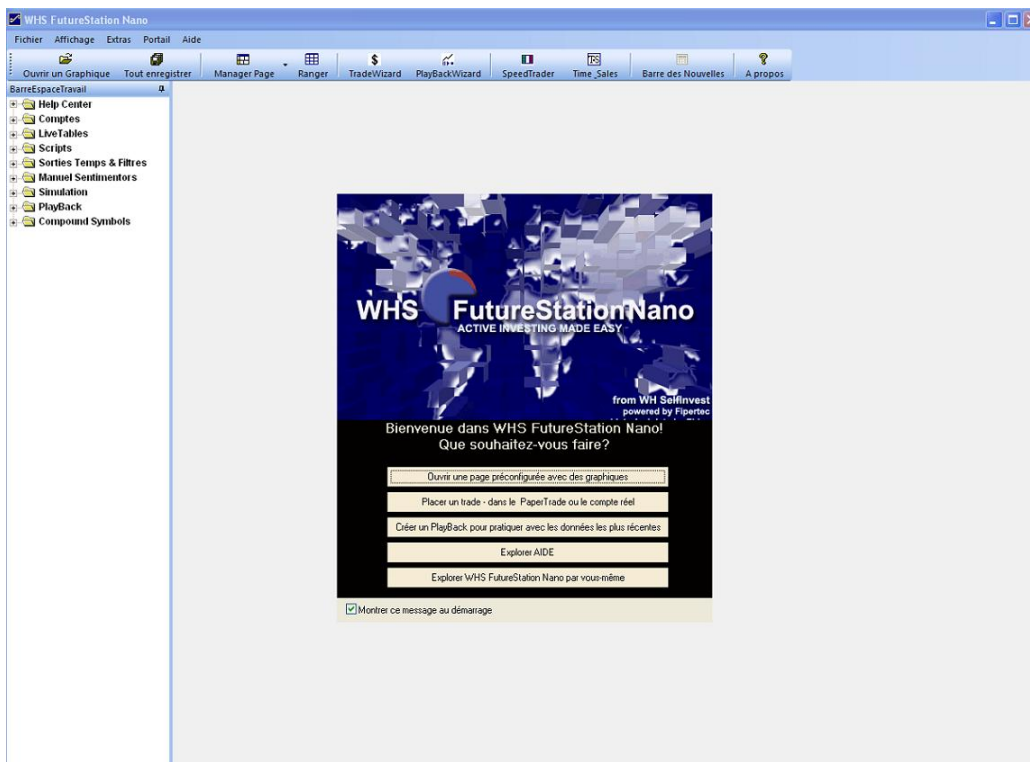 WHS FutureStation Nano
Fichier Affichage Extras Portail Aide
Ouvrir un Graphique Tout enregistrer Manager Page Ranger TradeWizard PlayBackWizard SpeedTrader Time_Sales Barre des Nouvelles A propos
BarreEspaceTravail
Help Center
Comptes
LiveTables
Scripts
Sorties Temps & Filtres
Manuel Sentimentors
Simulation
PlayBack
Compound Symbols
WHS FutureStationNano
ACTIVE INVESTING MADE EASY
from WH Selfinvest
powered by Fipertec
Bienvenue dans WHS FutureStation Nano!
Que souhaitez-vous faire?
Ouvrir une page préconfigurée avec des graphiques
Placer un trade - dans le PaperTrade ou le compte réel
Créer un PlayBack pour pratiquer avec les données les plus récentes
Explorer AIDE
Explorer WHS FutureStation Nano par vous-même
Montrer ce message au démarrage